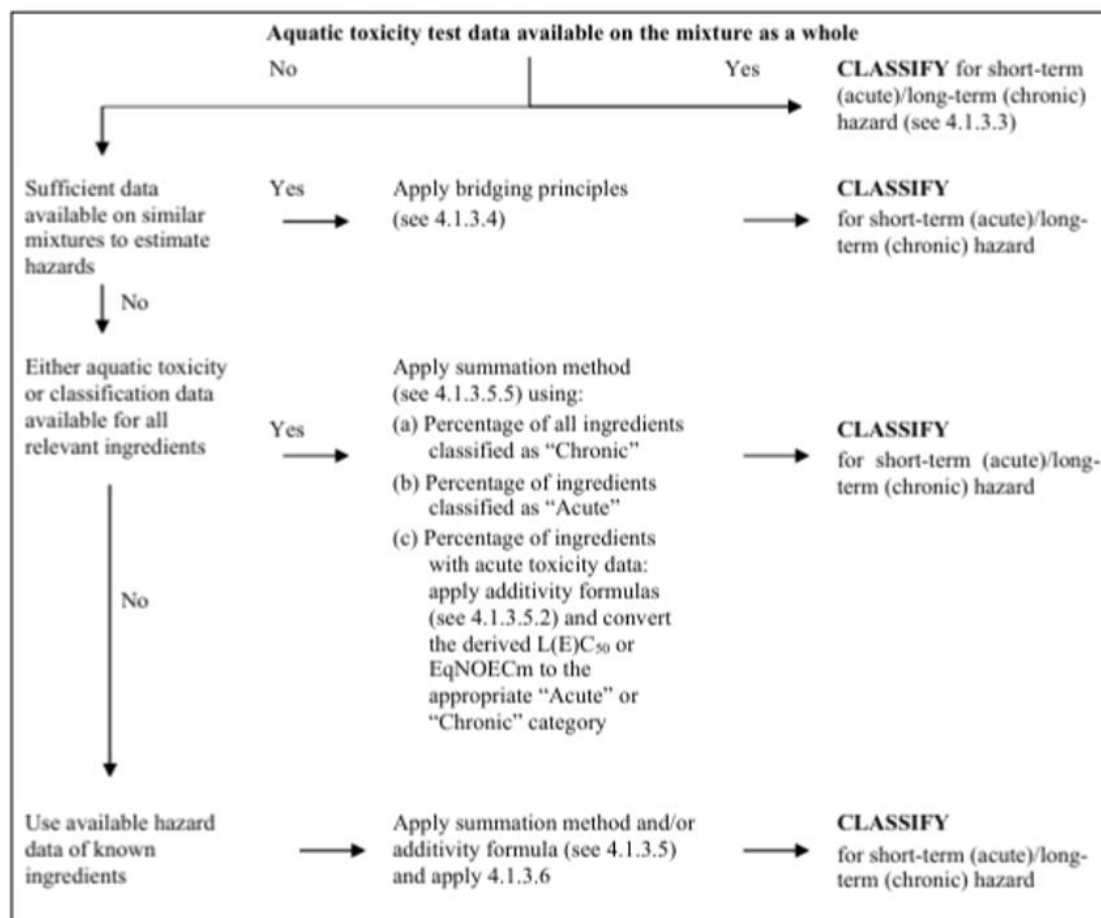 Aquatic toxicity test data available on the mixture as a whole
No
Yes
CLASSIFY for short-term
(acute)/long-term (chronic)
hazard (see 4.1.3.3)
Sufficient data
available on similar
mixtures to estimate
hazards
Yes
Apply bridging principles
(see 4.1.3.4)
CLASSIFY
for short-term (acute)/long-
term (chronic) hazard
No
Either aquatic toxicity
or classification data
available for all
relevant ingredients
Yes
Apply summation method
(see 4.1.3.5.5) using:
(a) Percentage of all ingredients
classified as “Chronic”
(b) Percentage of ingredients
classified as “Acute”
(c) Percentage of ingredients
with acute toxicity data:
apply additivity formulas
(see 4.1.3.5.2) and convert
the derived L(E)C₅₀ or
EqNOECm to the
appropriate “Acute” or
“Chronic” category
CLASSIFY
for short-term (acute)/long-
term (chronic) hazard
No
Use available hazard
data of known
ingredients
Apply summation method and/or
additivity formula (see 4.1.3.5)
and apply 4.1.3.6
CLASSIFY
for short-term (acute)/long-
term (chronic) hazard